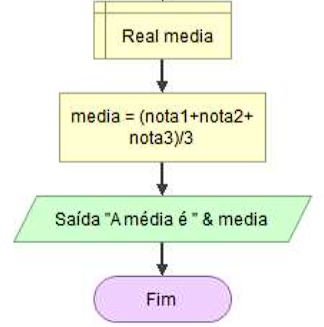 Real media
media = (nota1+nota2+
nota3)/3
Saída "A média é " & media
Fim